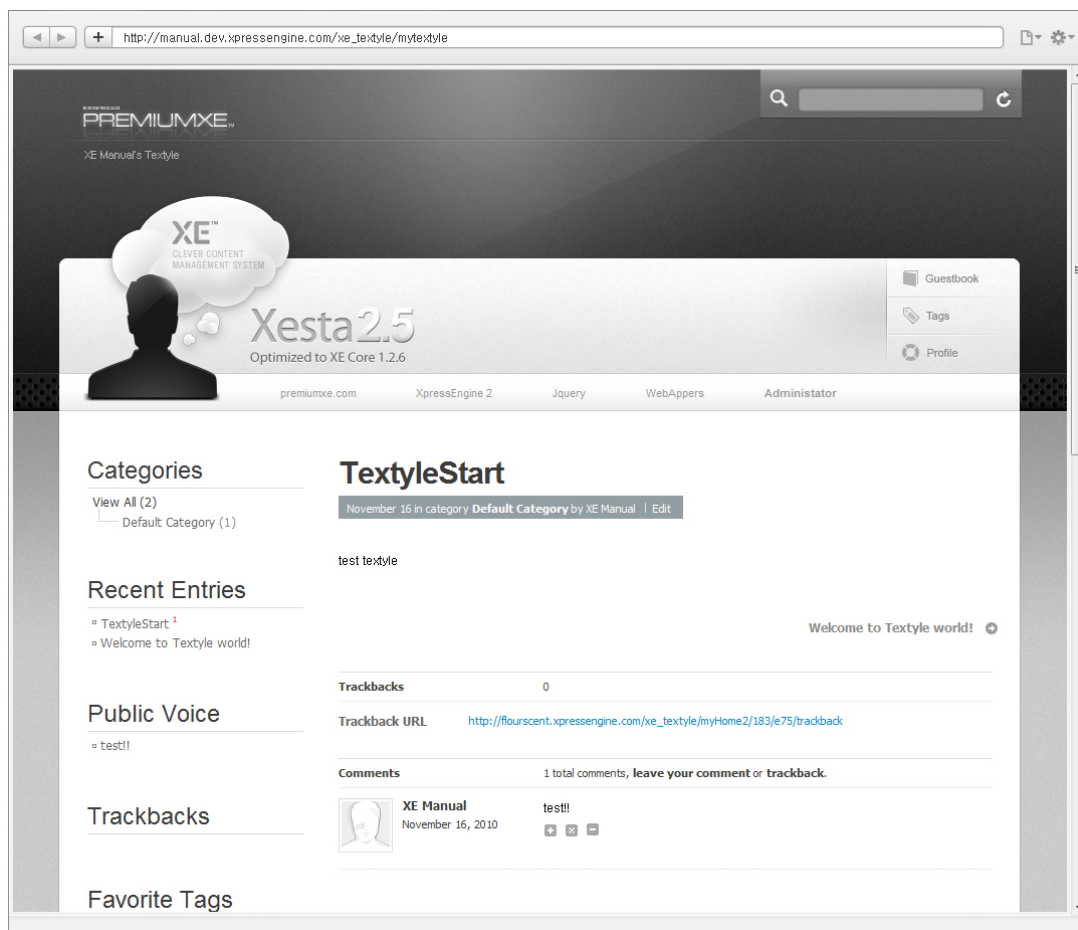 http://manual.dev.xpressengine.com/xe_textyle/mytextyle
PREMIUMXE™
XE Manual's Textyle
XE™
CLEVER CONTENT
MANAGEMENT SYSTEM
Xesta2.5
Optimized to XE Core 1.2.6
Guestbook
Tags
Profile
premiumxe.com XpressEngine 2 Jquery WebAppers Administator
Categories
View All (2)
Default Category (1)
Recent Entries
TextyleStart 1
Welcome to Textyle world!
Public Voice
test!!
Trackbacks
Favorite Tags
TextyleStart
November 16 in category Default Category by XE Manual | Edit
test textyle
Welcome to Textyle world!
Trackbacks 0
Trackback URL http://flourscent.xpressengine.com/xe_textyle/myHome2/183/e75/trackback
Comments 1 total comments, leave your comment or trackback.
XE Manual test!!
November 16, 2010